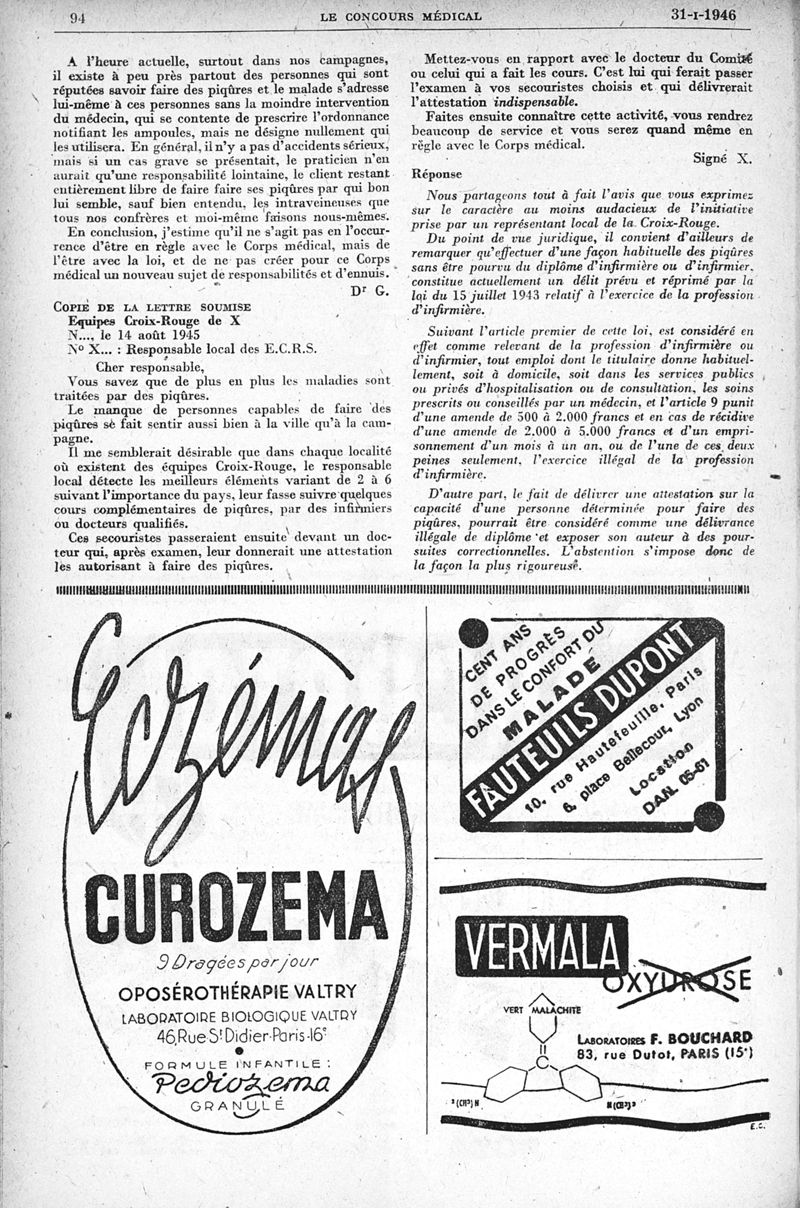 94
LE CONCOURS MÉDICAL
31-I-1946
A l'heure actuelle, surtout dans nos campagnes,
il existe à peu près partout des personnes qui sont
réputées savoir faire des piqûres et le malade s'adresse
lui-même à ces personnes sans la moindre intervention
du médecin, qui se contente de prescrire l'ordonnance
notifiant les ampoules, mais ne désigne nullement qui
les utilisera. En général, il n'y a pas d'accidents sérieux,
mais si un cas grave se présentait, le praticien n'en
aurait qu'une responsabilité lointaine, le client restant
entièrement libre de faire faire ses piqûres par qui bon
lui semble, sauf bien entendu, les intraveineuses que
tous nos confrères et moi-même faisons nous-mêmes.
En conclusion, j'estime qu'il ne s'agit pas en l'occur-
rence d'être en règle avec le Corps médical, mais de
l'être avec la loi, et de ne pas créer pour ce Corps
médical un nouveau sujet de responsabilités et d'ennuis.
Dr G.
COPIE DE LA LETTRE SOUMISE
Equipes Croix-Rouge de X
N..., le 14 août 1945
No X... : Responsable local des E.C.R.S.
Cher responsable,
Vous savez que de plus en plus les maladies sont
traitées par des piqûres.
Le manque de personnes capables de faire des
piqûres se fait sentir aussi bien à la ville qu'à la cam-
pagne.
Il me semblerait désirable que dans chaque localité
où existent des équipes Croix-Rouge, le responsable
local détecte les meilleurs éléments variant de 2 à 6
suivant l'importance du pays, leur fasse suivre quelques
cours complémentaires de piqûres, par des infirmiers
ou docteurs qualifiés.
Ces secouristes passeraient ensuite devant un doc-
teur qui, après examen, leur donnerait une attestation
les autorisant à faire des piqûres.
Mettez-vous en rapport avec le docteur du Comité
ou celui qui a fait les cours. C'est lui qui ferait passer
l'examen à vos secouristes choisis et qui délivrerait
l'attestation indispensable.
Faites ensuite connaître cette activité, vous rendrez
beaucoup de service et vous serez quand même en
règle avec le Corps médical.
Signé X.
Réponse
Nous partageons tout à fait l'avis que vous exprimez
sur le caractère au moins audacieux de l'initiative
prise par un représentant local de la Croix-Rouge.
Du point de vue juridique, il convient d'ailleurs de
remarquer qu'effectuer d'une façon habituelle des piqûres
sans être pourvu du diplôme d'infirmière ou d'infirmier,
constitue actuellement un délit prévu et réprimé par la
loi du 15 juillet 1943 relatif à l'exercice de la profession
d'infirmière.
Suivant l'article premier de cette loi, est considéré en
effet comme relevant de la profession d'infirmière ou
d'infirmier, tout emploi dont le titulaire donne habituel-
lement, soit à domicile, soit dans les services publics
ou privés d'hospitalisation ou de consultation, les soins
prescrits ou conseillés par un médecin, et l'article 9 punit
d'une amende de 500 à 2.000 francs et en cas de récidive
d'une amende de 2.000 à 5.000 francs et d'un empri-
sonnement d'un mois à un an, ou de l'une de ces deux
peines seulement, l'exercice illégal de la profession
d'infirmière.
D'autre part, le fait de délivrer une attestation sur la
capacité d'une personne déterminée pour faire des
piqûres, pourrait être considéré comme une délivrance
illégale de diplôme et exposer son auteur à des pour-
suites correctionnelles. L'abstention s'impose donc de
la façon la plus rigoureuse.
Eczémas
CUROZEMA
9 Dragées par jour
OPOSÉROTHÉRAPIE VALTRY
LABORATOIRE BIOLOGIQUE VALTRY
46, Rue St Didier-Paris-16e
FORMULE INFANTILE :
Pediozema
GRANULÉ
CENT ANS
DE PROGRÈS
DANS LE CONFORT DU
MALADE
FAUTEUILS DUPONT
10, rue Hautefeuille, Paris
6, place Bellecour, Lyon
Location
DAN. 05-61
VERMALA
OXYUROSE
VERT MALACHITE
LABORATOIRES F. BOUCHARD
83, rue Dutot, PARIS (15e)
C
²(CH³) N
N(CH³)²
E.C.